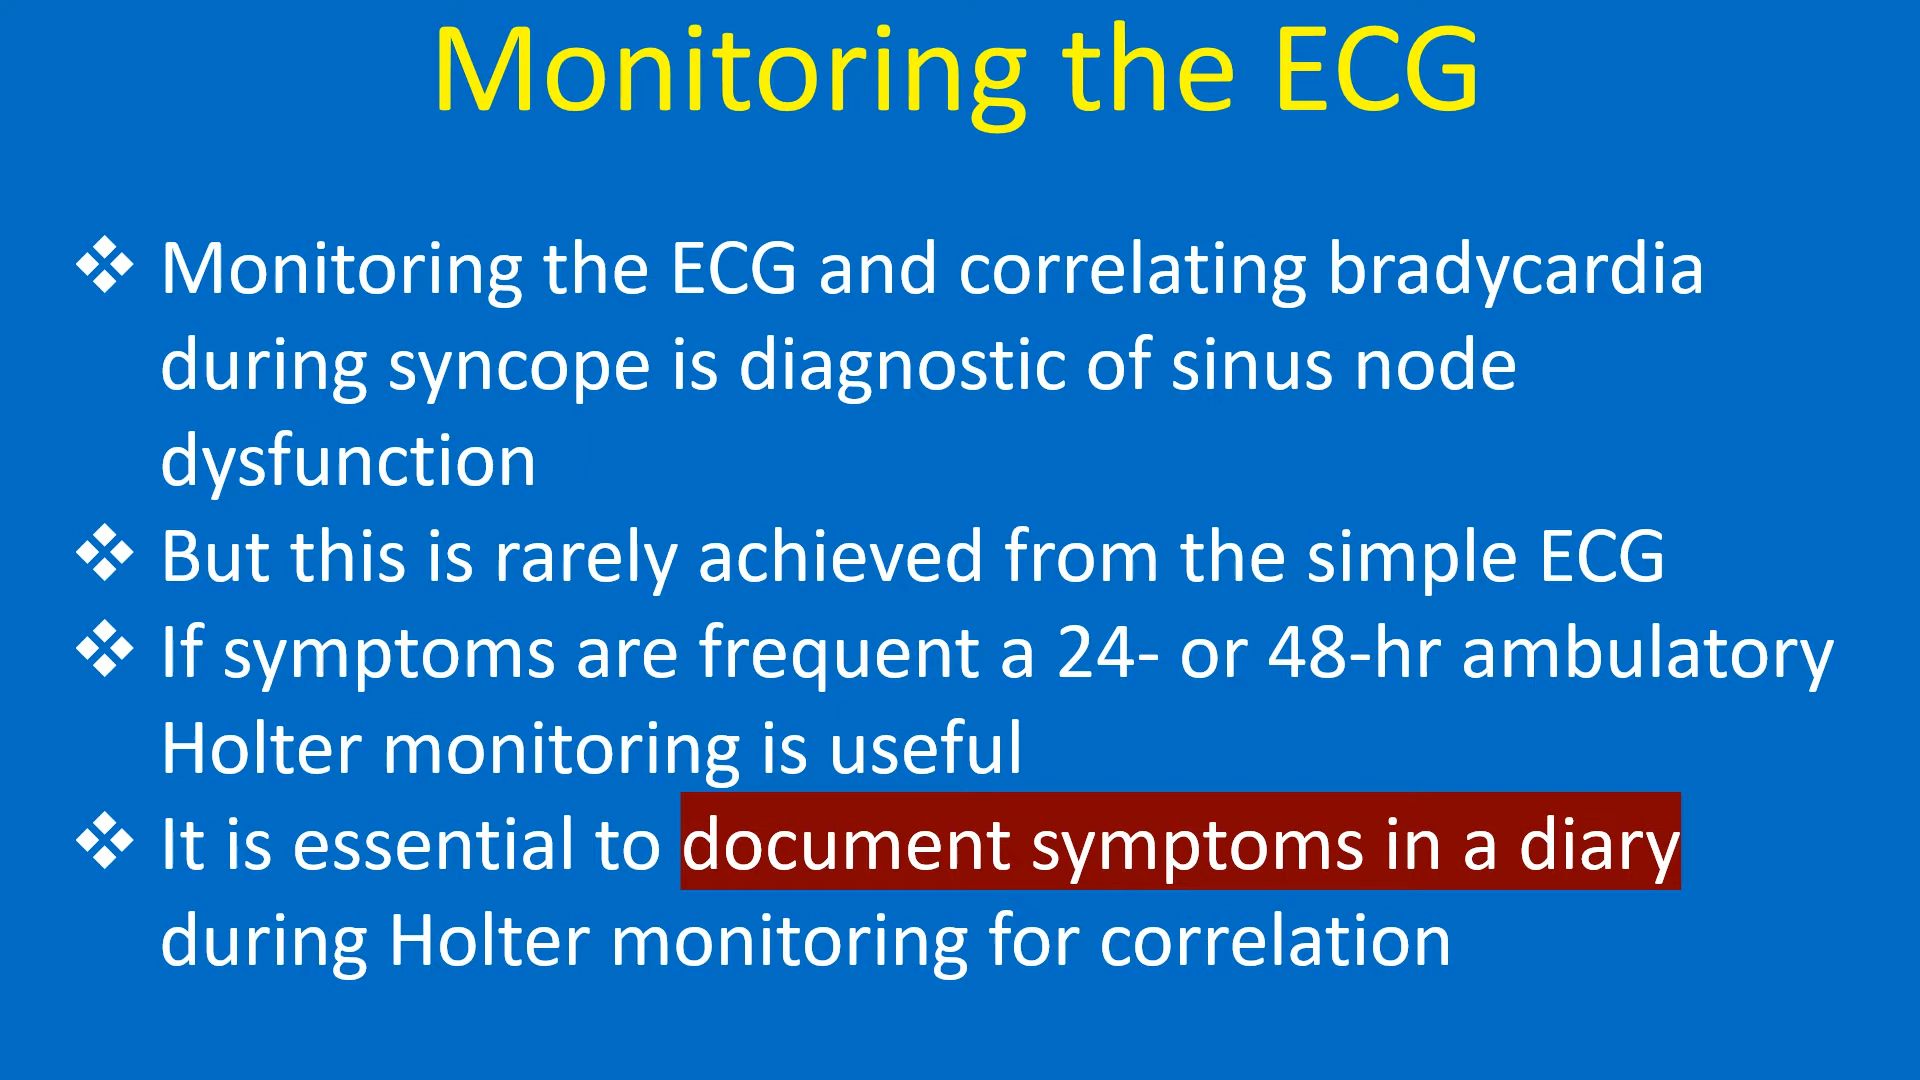 Monitoring the ECG
❖ Monitoring the ECG and correlating bradycardia
during syncope is diagnostic of sinus node
dysfunction
❖ But this is rarely achieved from the simple ECG
❖ If symptoms are frequent a 24- or 48-hr ambulatory
Holter monitoring is useful
❖ It is essential to document symptoms in a diary
during Holter monitoring for correlation